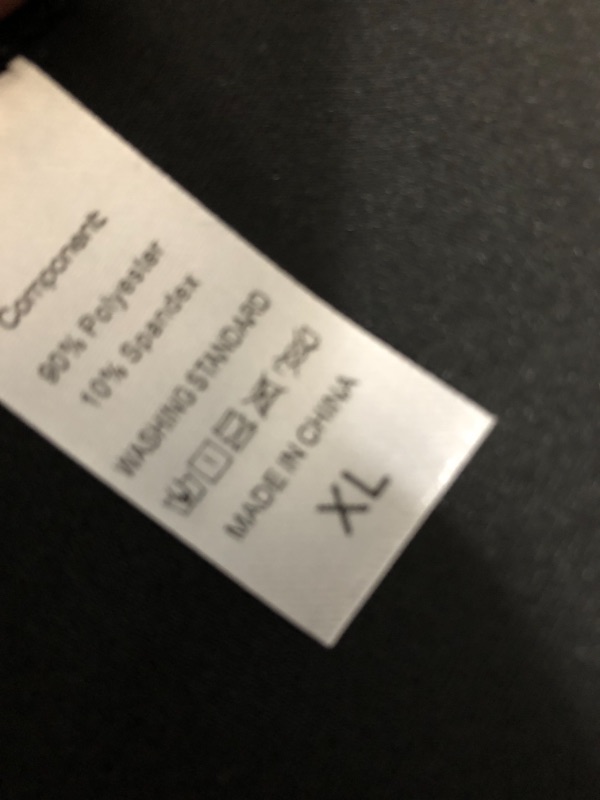 Component:
90% Polyester
10% Spandex
WASHING STANDARD
MADE IN CHINA
XL